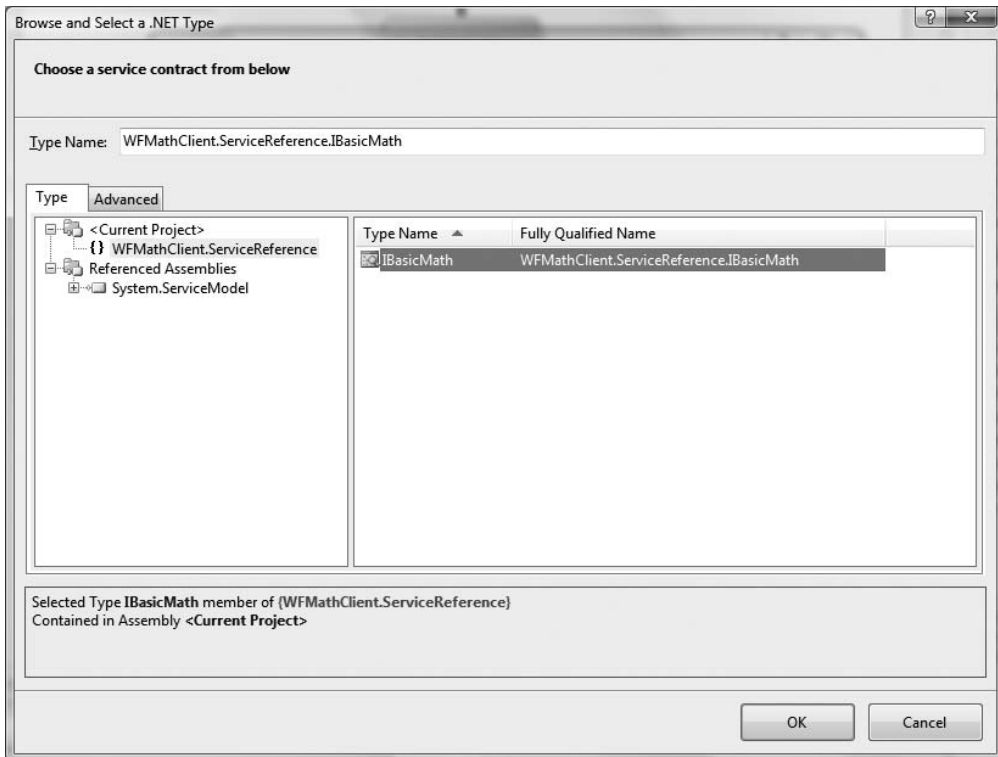 Browse and Select a .NET Type
Choose a service contract from below
Type Name: WFMathClient.ServiceReference.IBasicMath
Type Advanced
<Current Project>
{} WFMathClient.ServiceReference
Referenced Assemblies
System.ServiceModel
Type Name Fully Qualified Name
IBasicMath WFMathClient.ServiceReference.IBasicMath
Selected Type IBasicMath member of {WFMathClient.ServiceReference}
Contained in Assembly <Current Project>
OK Cancel